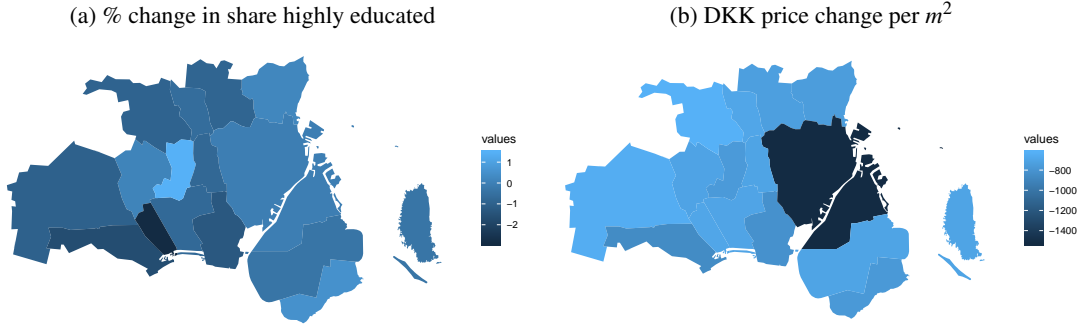 (a) % change in share highly educated
(b) DKK price change per m²
values
1
0
−1
−2
values
−800
−1000
−1200
−1400